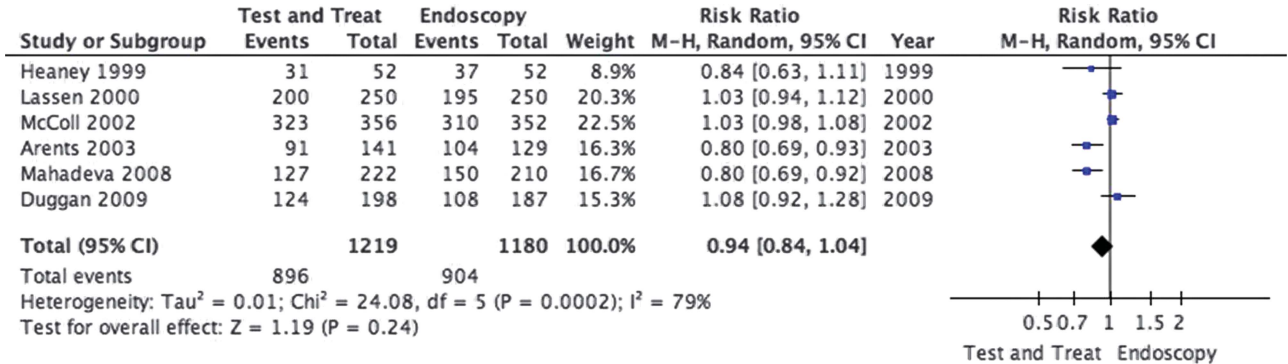 Test and Treat Endoscopy Risk Ratio Risk Ratio
Study or Subgroup Events Total Events Total Weight M-H, Random, 95% CI Year M-H, Random, 95% CI
Heaney 1999 31 52 37 52 8.9% 0.84 [0.63, 1.11] 1999
Lassen 2000 200 250 195 250 20.3% 1.03 [0.94, 1.12] 2000
McColl 2002 323 356 310 352 22.5% 1.03 [0.98, 1.08] 2002
Arents 2003 91 141 104 129 16.3% 0.80 [0.69, 0.93] 2003
Mahadeva 2008 127 222 150 210 16.7% 0.80 [0.69, 0.92] 2008
Duggan 2009 124 198 108 187 15.3% 1.08 [0.92, 1.28] 2009
Total (95% CI) 1219 1180 100.0% 0.94 [0.84, 1.04]
Total events 896 904
Heterogeneity: Tau² = 0.01; Chi² = 24.08, df = 5 (P = 0.0002); I² = 79%
Test for overall effect: Z = 1.19 (P = 0.24)
0.5 0.7 1 1.5 2
Test and Treat Endoscopy